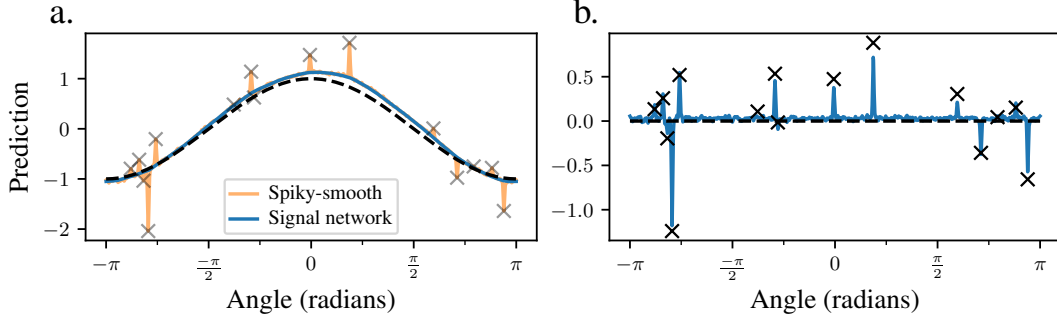 a.
Prediction
1
0
−1
−2
Spiky-smooth
Signal network
−π
−π/2
0
π/2
π
Angle (radians)
b.
0.5
0.0
−0.5
−1.0
−π
−π/2
0
π/2
π
Angle (radians)